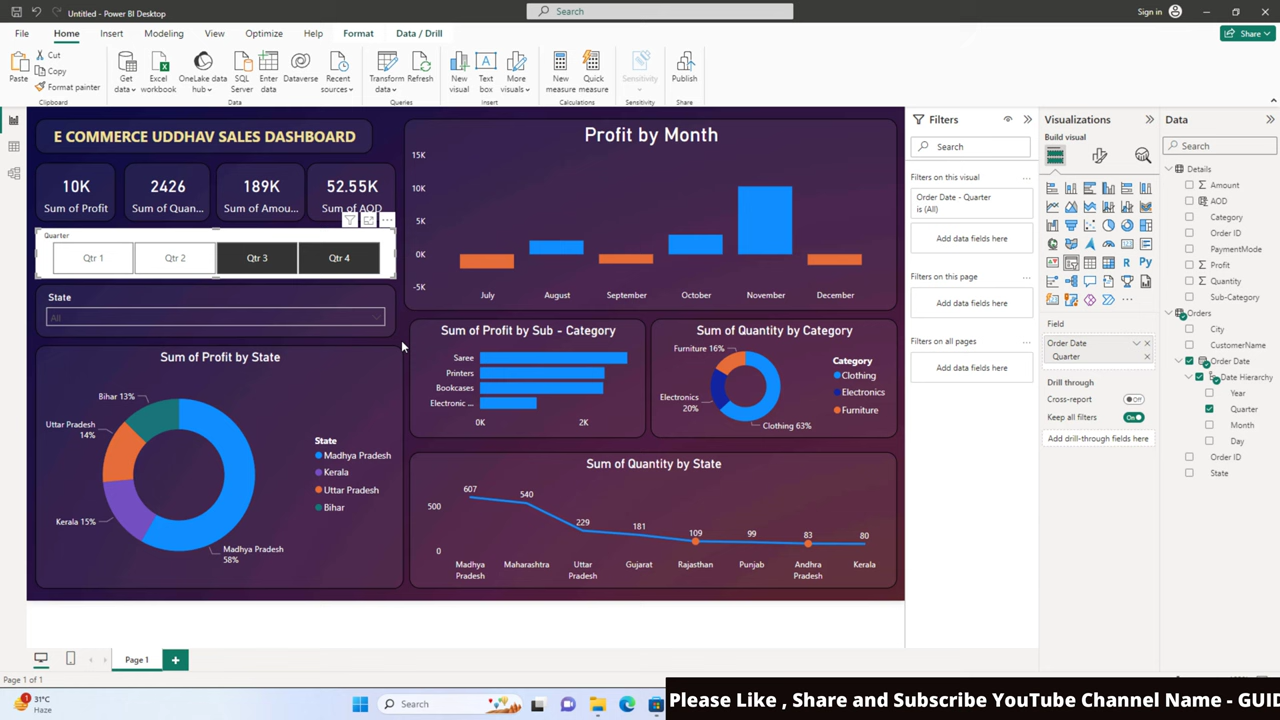 Untitled - Power BI Desktop
Search
Sign in
File
Home
Insert
Modeling
View
Optimize
Help
Format
Data / Drill
Share
Paste
Cut
Copy
Format painter
Clipboard
Get data
Excel workbook
OneLake data hub
SQL Server
Enter data
Dataverse
Recent sources
Data
Transform data
Refresh
Queries
New visual
Text box
More visuals
Insert
New measure
Quick measure
Calculations
Sensitivity
Sensitivity
Publish
Share
E COMMERCE UDDHAV SALES DASHBOARD
10K
Sum of Profit
2426
Sum of Quan...
189K
Sum of Amou...
52.55K
Sum of AOD
Quarter
Qtr 1
Qtr 2
Qtr 3
Qtr 4
State
All
Profit by Month
15K
10K
5K
0K
-5K
July
August
September
October
November
December
Sum of Profit by State
Bihar 13%
Uttar Pradesh
14%
Kerala 15%
Madhya Pradesh
58%
State
Madhya Pradesh
Kerala
Uttar Pradesh
Bihar
Sum of Profit by Sub - Category
Saree
Printers
Bookcases
Electronic ...
0K
2K
Sum of Quantity by Category
Furniture 16%
Electronics
20%
Clothing 63%
Category
Clothing
Electronics
Furniture
Sum of Quantity by State
500
0
607
540
229
181
109
99
83
80
Madhya Pradesh
Maharashtra
Uttar Pradesh
Gujarat
Rajasthan
Punjab
Andhra Pradesh
Kerala
Filters
Search
Filters on this visual
...
Order Date - Quarter
is (All)
Add data fields here
Filters on this page
...
Add data fields here
Filters on all pages
...
Add data fields here
Visualizations
Build visual
R
Py
...
Field
Order Date
Quarter
Drill through
Cross-report
Off
Keep all filters
On
Add drill-through fields here
Data
Search
Details
Amount
AOD
Category
Order ID
PaymentMode
Profit
Quantity
Sub-Category
Orders
City
CustomerName
Order Date
Date Hierarchy
Year
Quarter
Month
Day
Order ID
State
Page 1
Page 1 of 1
31°C
Haze
Search
Please Like , Share and Subscribe YouTube Channel Name - GUID